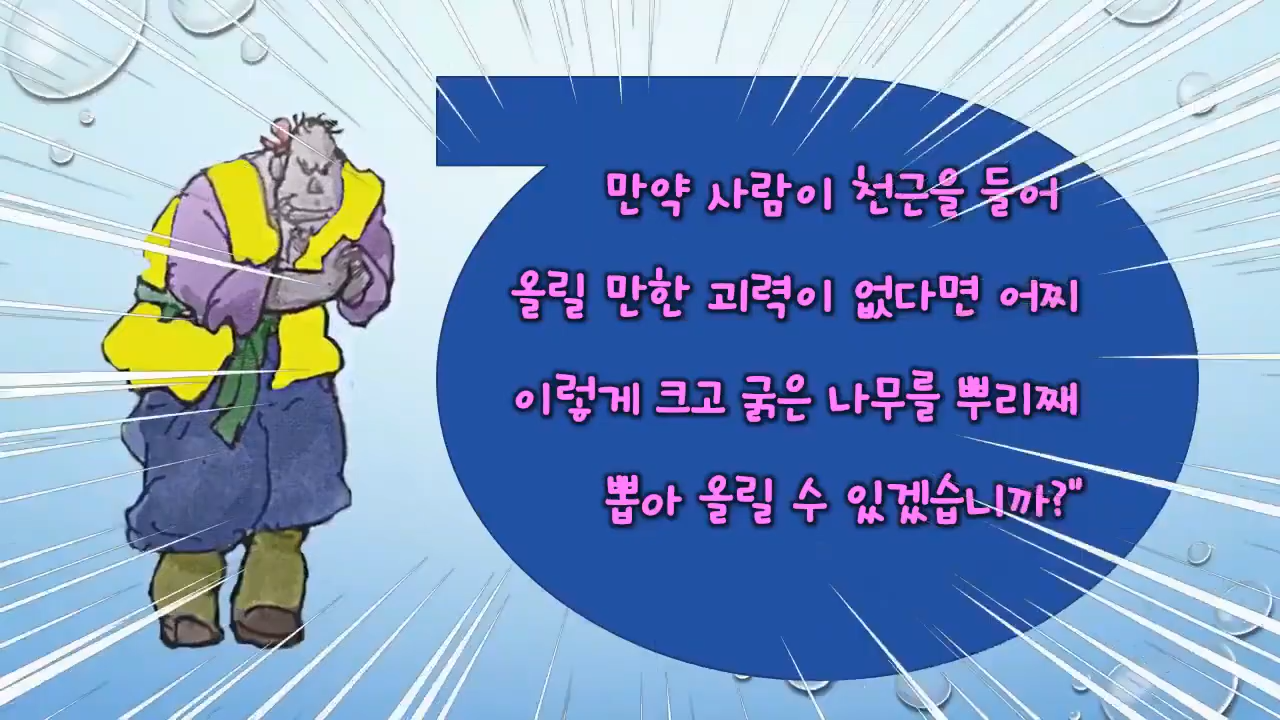 만약 사람이 천근을 들어
올릴 만한 괴력이 없다면 어찌
이렇게 크고 굵은 나무를 뿌리째
뽑아 올릴 수 있겠습니까?"